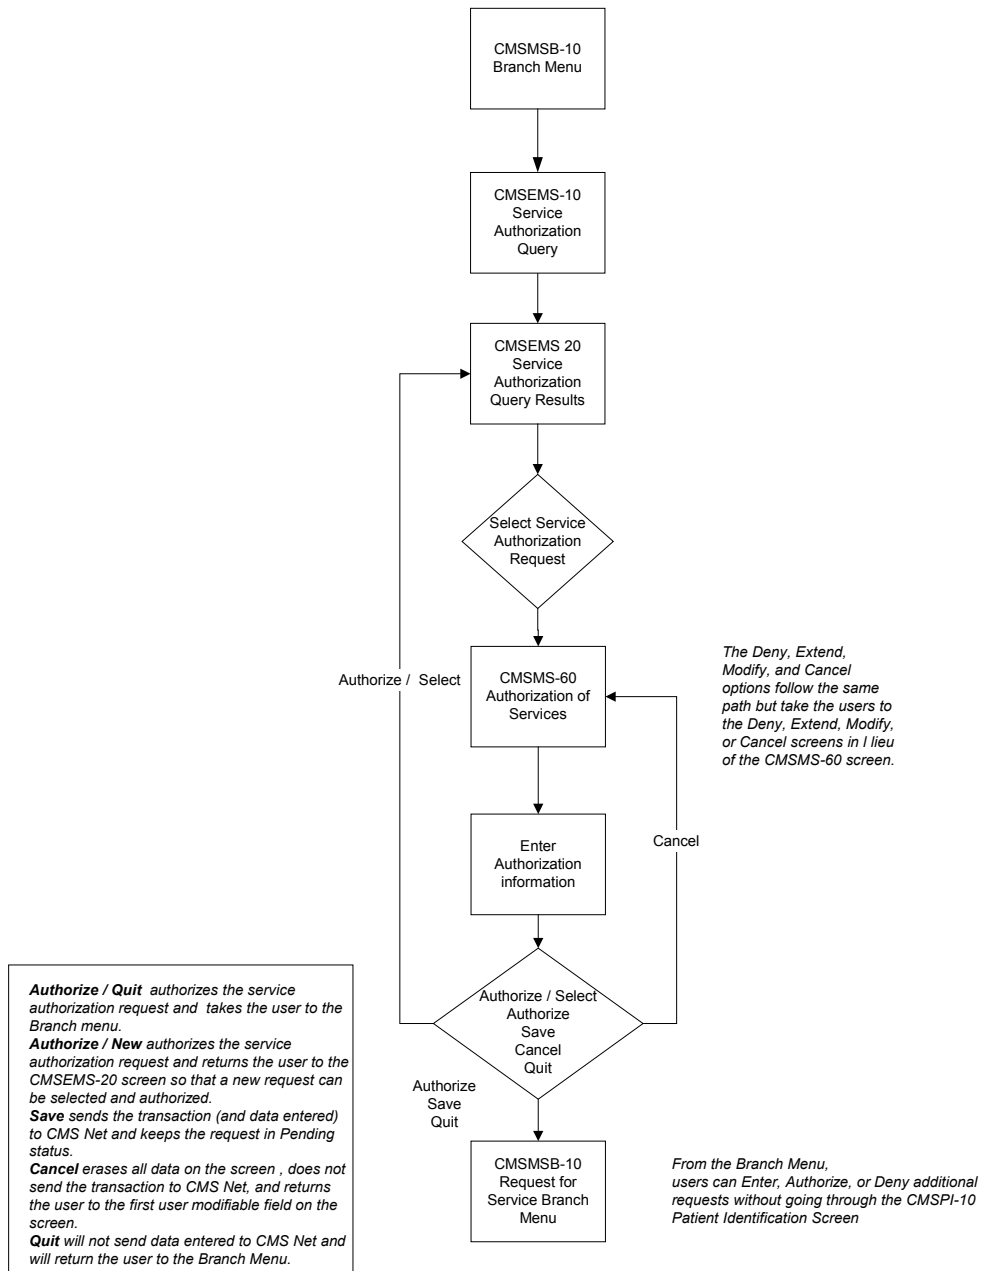 CMSMSB-10
Branch Menu
CMSEMS-10
Service
Authorization
Query
CMSEMS 20
Service
Authorization
Query Results
Select Service
Authorization
Request
Authorize /  Select
CMSMS-60
Authorization of
Services
The Deny, Extend,
Modify, and Cancel
options follow the same
path but take the users to
the Deny, Extend, Modify,
or Cancel screens in l lieu
of the CMSMS-60 screen.
Enter
Authorization
information
Cancel
Authorize / Select
Authorize
Save
Cancel
Quit
Authorize
Save
Quit
Authorize / Quit  authorizes the service
authorization request and  takes the user to the
Branch menu.
Authorize / New authorizes the service
authorization request and returns the user to the
CMSEMS-20 screen so that a new request can
be selected and authorized.
Save sends the transaction (and data entered)
to CMS Net and keeps the request in Pending
status.
Cancel erases all data on the screen , does not
send the transaction to CMS Net, and returns
the user to the first user modifiable field on the
screen.
Quit will not send data entered to CMS Net and
will return the user to the Branch Menu.
CMSMSB-10
Request for
Service Branch
Menu
From the Branch Menu,
users can Enter, Authorize, or Deny additional
requests without going through the CMSPI-10
Patient Identification Screen